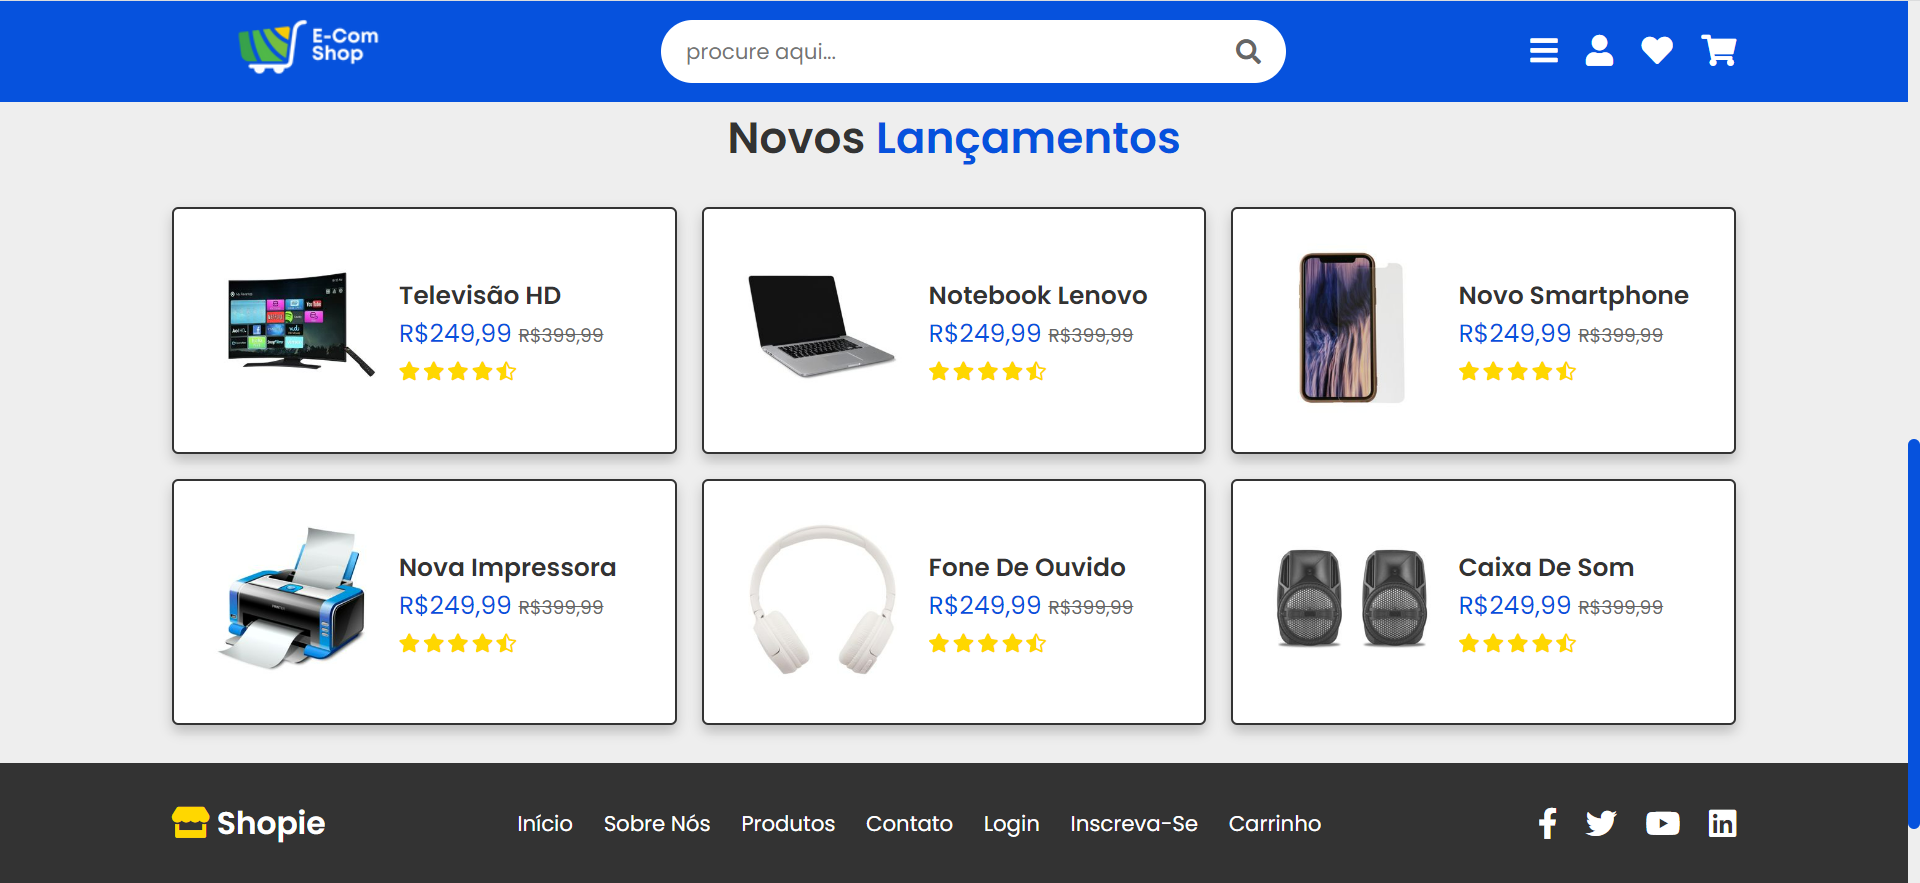 E-Com
Shop
procure aqui...
Novos Lançamentos
Televisão HD
R$249,99 R$399,99
Notebook Lenovo
R$249,99 R$399,99
Novo Smartphone
R$249,99 R$399,99
Nova Impressora
R$249,99 R$399,99
Fone De Ouvido
R$249,99 R$399,99
Caixa De Som
R$249,99 R$399,99
Shopie
Início Sobre Nós Produtos Contato Login Inscreva-Se Carrinho